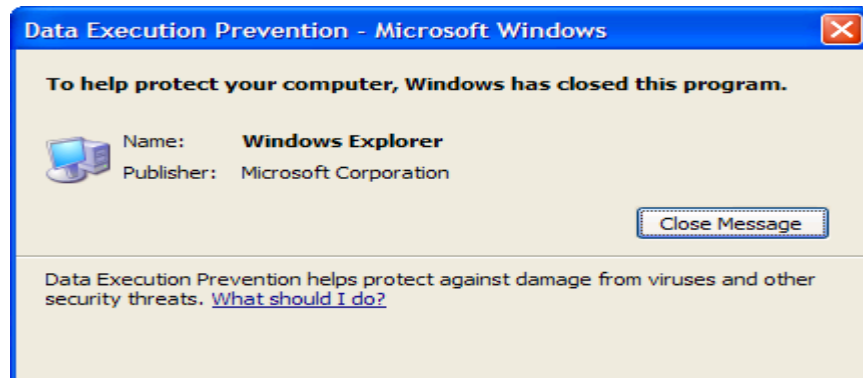 Data Execution Prevention - Microsoft Windows
To help protect your computer, Windows has closed this program.
Name: Windows Explorer
Publisher: Microsoft Corporation
Close Message
Data Execution Prevention helps protect against damage from viruses and other
security threats. What should I do?